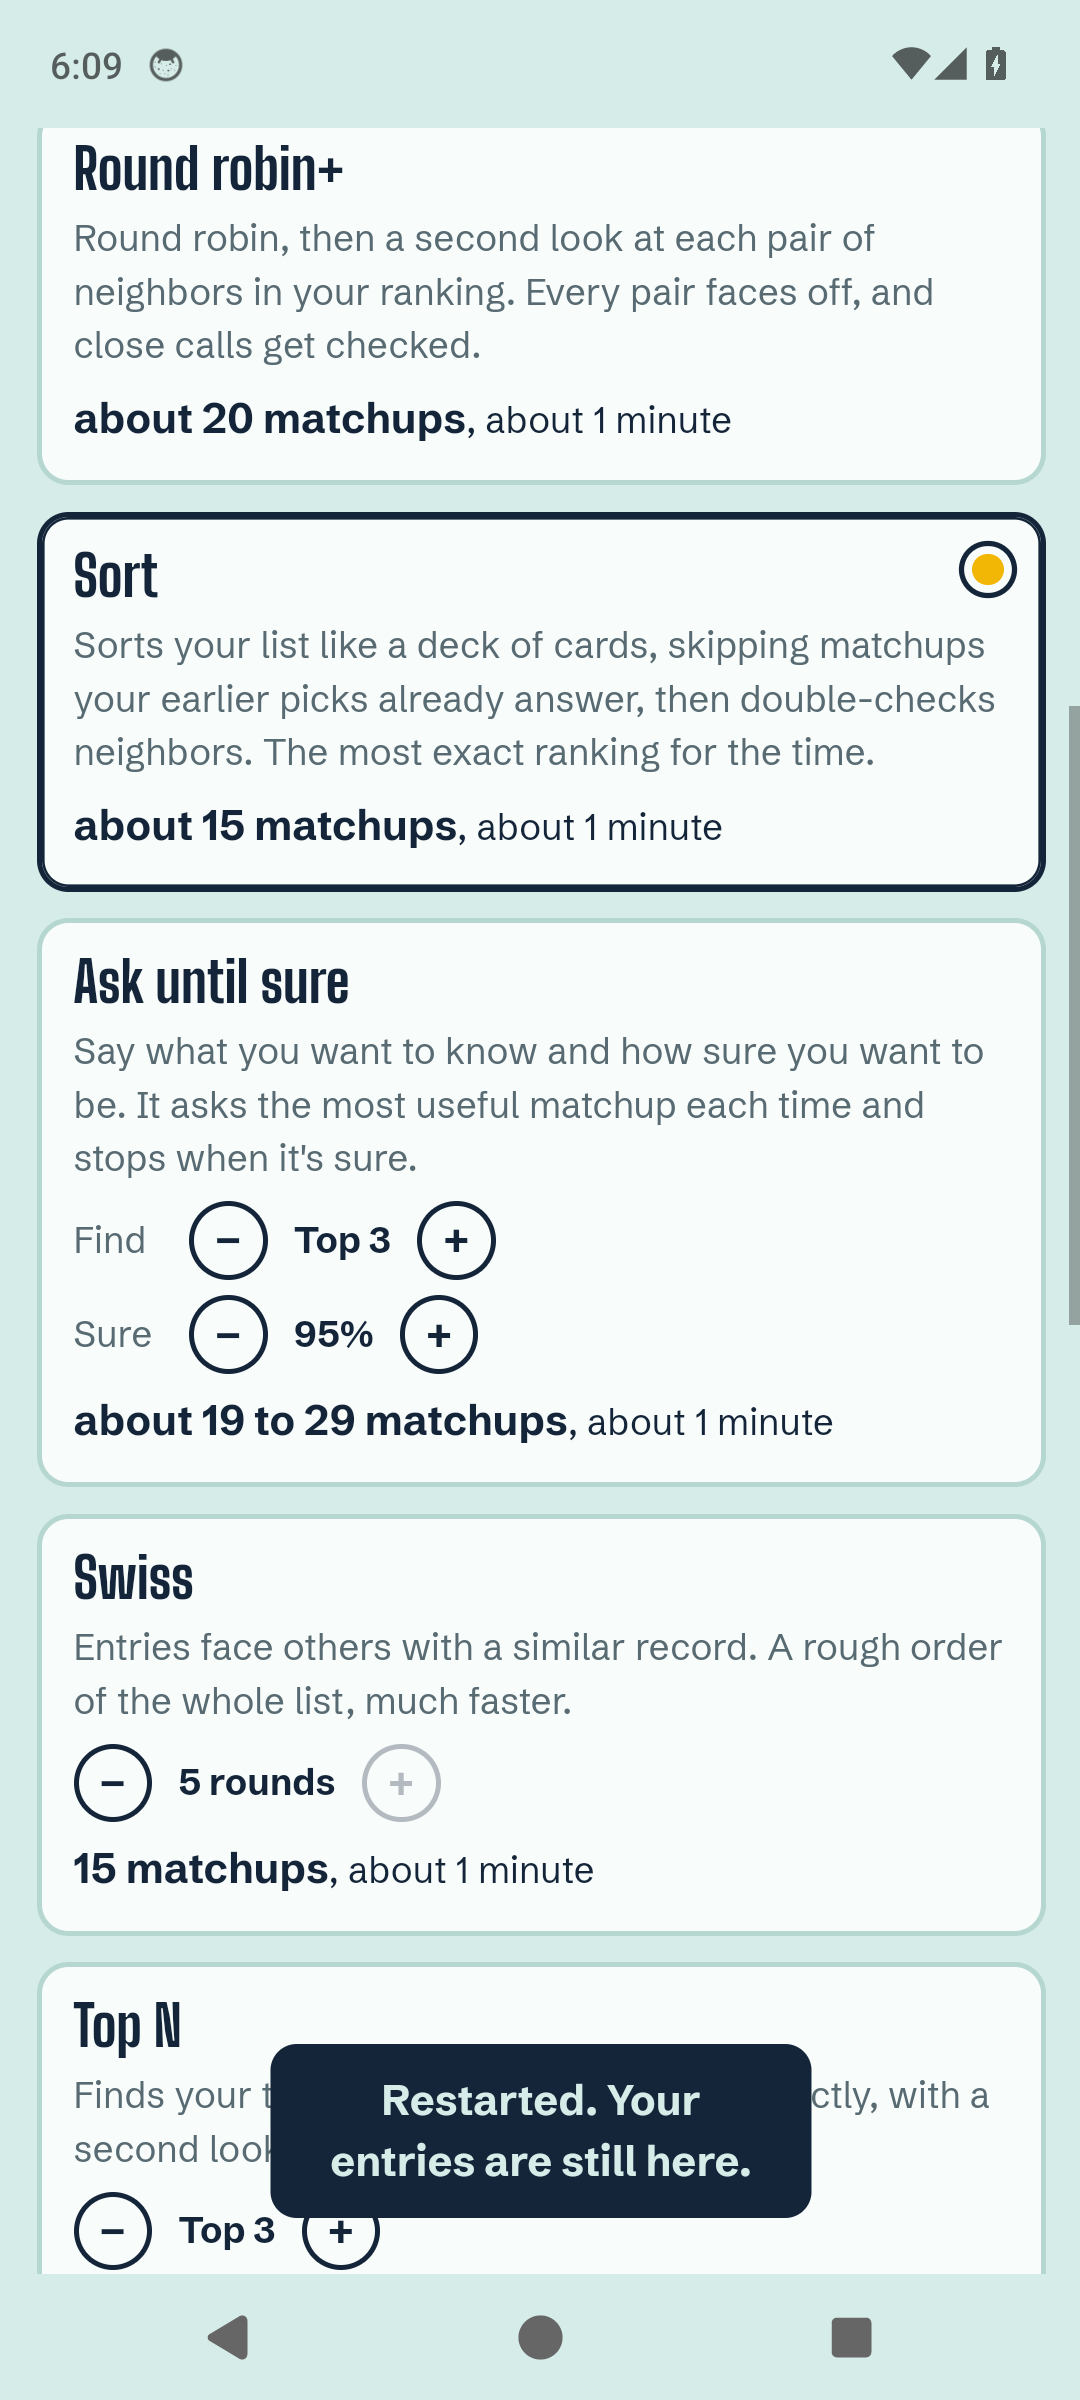 6:09
Round robin+
Round robin, then a second look at each pair of
neighbors in your ranking. Every pair faces off, and
close calls get checked.
about 20 matchups, about 1 minute
Sort
Sorts your list like a deck of cards, skipping matchups
your earlier picks already answer, then double-checks
neighbors. The most exact ranking for the time.
about 15 matchups, about 1 minute
Ask until sure
Say what you want to know and how sure you want to
be. It asks the most useful matchup each time and
stops when it's sure.
Find − Top 3 +
Sure − 95% +
about 19 to 29 matchups, about 1 minute
Swiss
Entries face others with a similar record. A rough order
of the whole list, much faster.
− 5 rounds +
15 matchups, about 1 minute
Top N
Finds your with a
second
Restarted. Your
entries are still here.
− Top 3 +